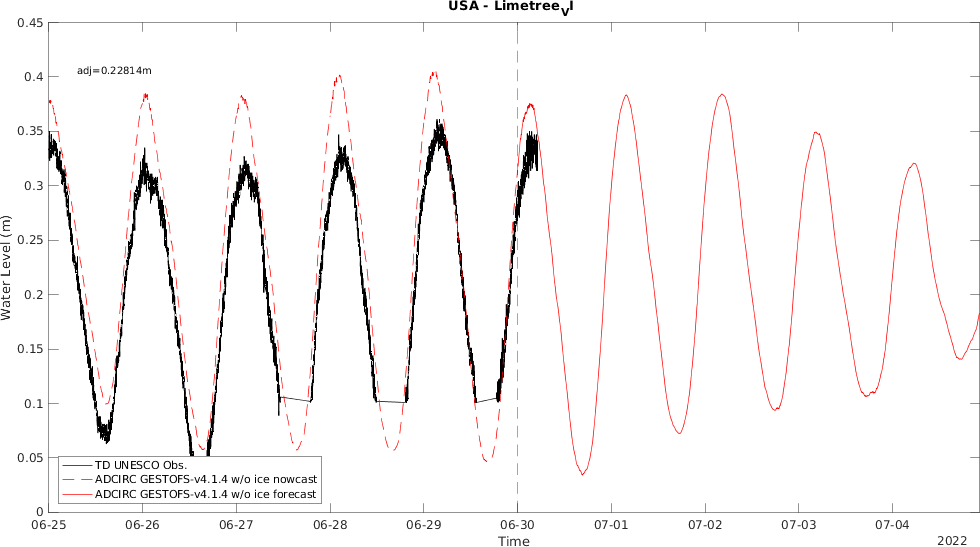 USA - LimetreeVI
0.45
adj=0.22814m
0.4
0.35
0.3
0.25
0.2
0.15
0.1
0.05
0
Water Level (m)
TD UNESCO Obs.
ADCIRC GESTOFS-v4.1.4 w/o ice nowcast
ADCIRC GESTOFS-v4.1.4 w/o ice forecast
06-25 06-26 06-27 06-28 06-29 06-30 07-01 07-02 07-03 07-04
Time
2022